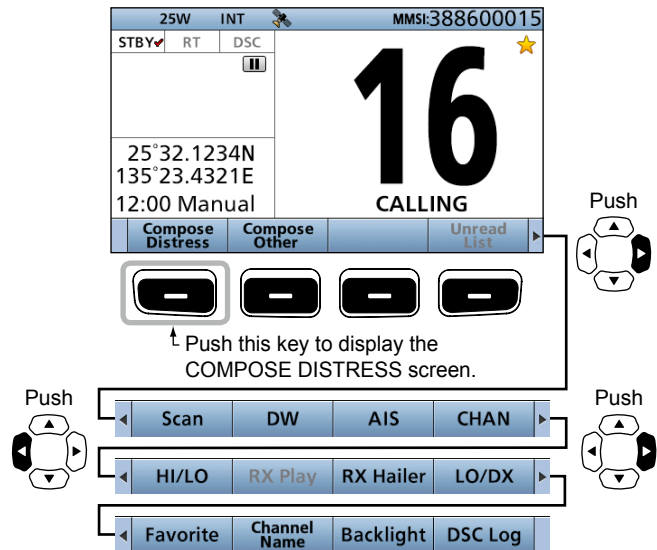 25W INT MMSI:388600015
STBY✔ RT DSC
16
25°32.1234N
135°23.4321E
12:00 Manual
CALLING
Compose Distress
Compose Other
Unread List
Push
Push this key to display the
COMPOSE DISTRESS screen.
Push
Push
Scan DW AIS CHAN
HI/LO RX Play RX Hailer LO/DX
Favorite Channel Name Backlight DSC Log